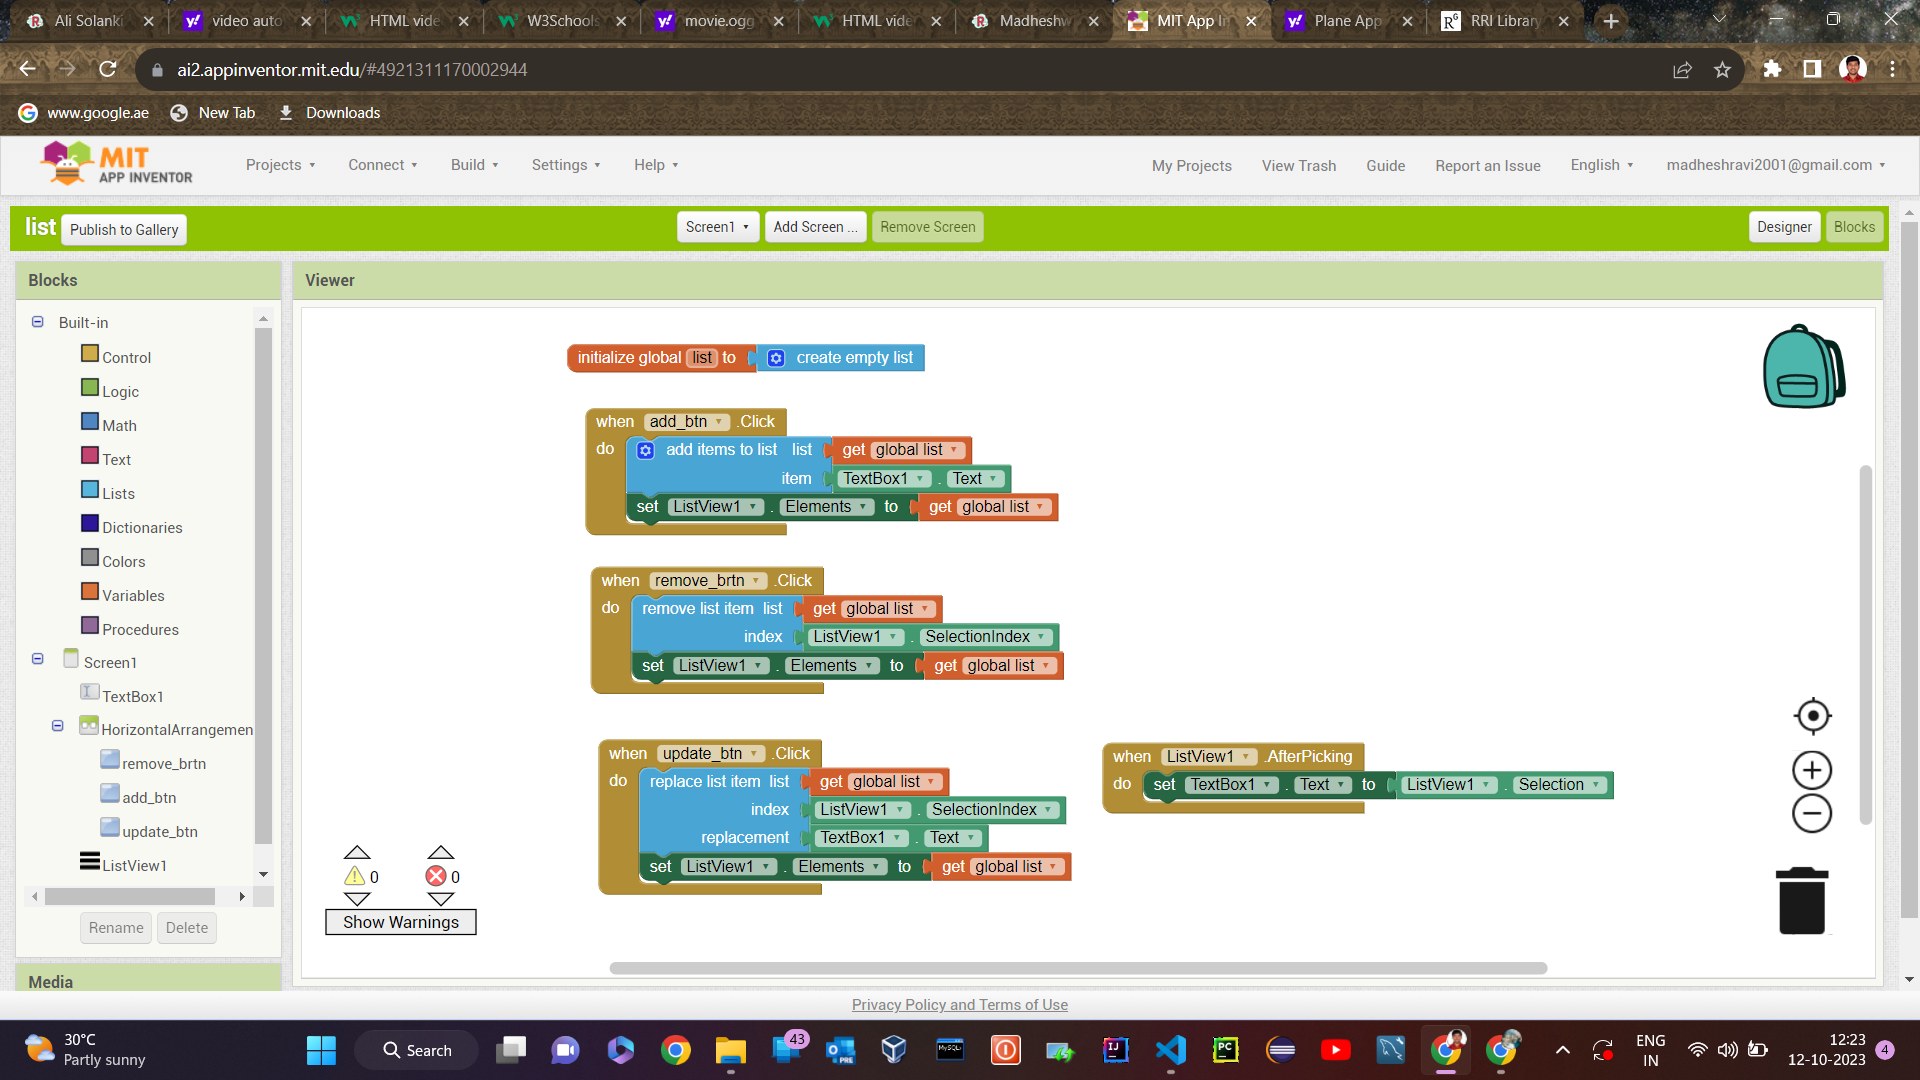 Ali Solanki
video auto
HTML vide
W3Schools
movie.ogg
HTML vide
Madheshw
MIT App In
Plane App
RRI Library
ai2.appinventor.mit.edu/#4921311170002944
www.google.ae
New Tab
Downloads
MIT
APP INVENTOR
Projects
Connect
Build
Settings
Help
My Projects
View Trash
Guide
Report an Issue
English
madheshravi2001@gmail.com
list
Publish to Gallery
Screen1
Add Screen ...
Remove Screen
Designer
Blocks
Blocks
Built-in
Control
Logic
Math
Text
Lists
Dictionaries
Colors
Variables
Procedures
Screen1
TextBox1
HorizontalArrangemen
remove_brtn
add_btn
update_btn
ListView1
Rename
Delete
Media
Viewer
initialize global list to create empty list
when add_btn .Click
do add items to list list get global list
item TextBox1 . Text
set ListView1 . Elements to get global list
when remove_brtn .Click
do remove list item list get global list
index ListView1 . SelectionIndex
set ListView1 . Elements to get global list
when update_btn .Click
do replace list item list get global list
index ListView1 . SelectionIndex
replacement TextBox1 . Text
set ListView1 . Elements to get global list
when ListView1 .AfterPicking
do set TextBox1 . Text to ListView1 . Selection
0
0
Show Warnings
Privacy Policy and Terms of Use
30°C
Partly sunny
Search
43
PRE
MySQL
IJ
PC
ENG
IN
12:23
12-10-2023
4